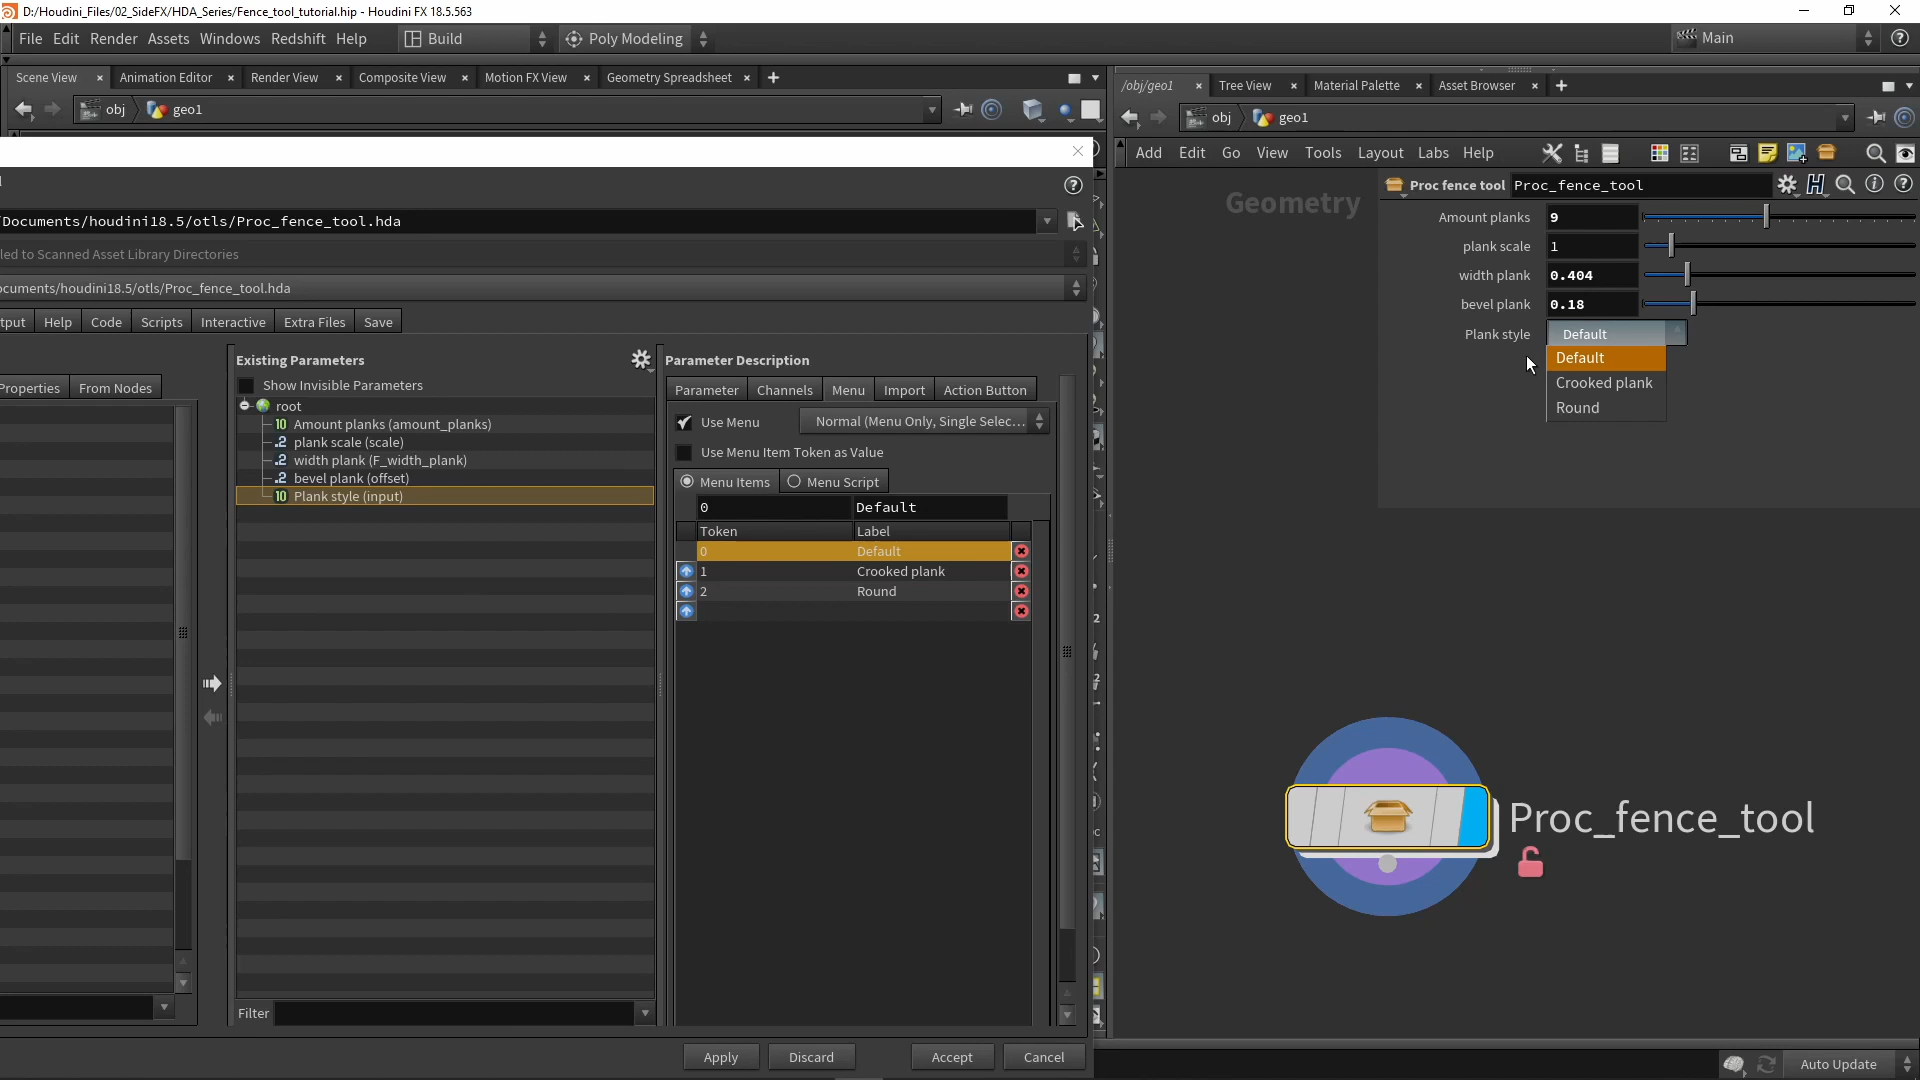 D:/Houdini_Files/02_SideFX/HDA_Series/Fence_tool_tutorial.hip - Houdini FX 18.5.563
File Edit Render Assets Windows Redshift Help Build Poly Modeling Main
Scene View Animation Editor Render View Composite View Motion FX View Geometry Spreadsheet
obj geo1
/obj/geo1 Tree View Material Palette Asset Browser
obj geo1
Add Edit Go View Tools Layout Labs Help
Geometry
Proc fence tool Proc_fence_tool
Amount planks 9
plank scale 1
width plank 0.404
bevel plank 0.18
Plank style Default
Default
Crooked plank
Round
Documents/houdini18.5/otls/Proc_fence_tool.hda
led to Scanned Asset Library Directories
ocuments/houdini18.5/otls/Proc_fence_tool.hda
tput Help Code Scripts Interactive Extra Files Save
Properties From Nodes
Existing Parameters
Show Invisible Parameters
root
Amount planks (amount_planks)
plank scale (scale)
width plank (F_width_plank)
bevel plank (offset)
Plank style (input)
Filter
Parameter Description
Parameter Channels Menu Import Action Button
Use Menu Normal (Menu Only, Single Selec...
Use Menu Item Token as Value
Menu Items Menu Script
0 Default
Token Label
0 Default
1 Crooked plank
2 Round
Apply Discard Accept Cancel
Proc_fence_tool
Auto Update